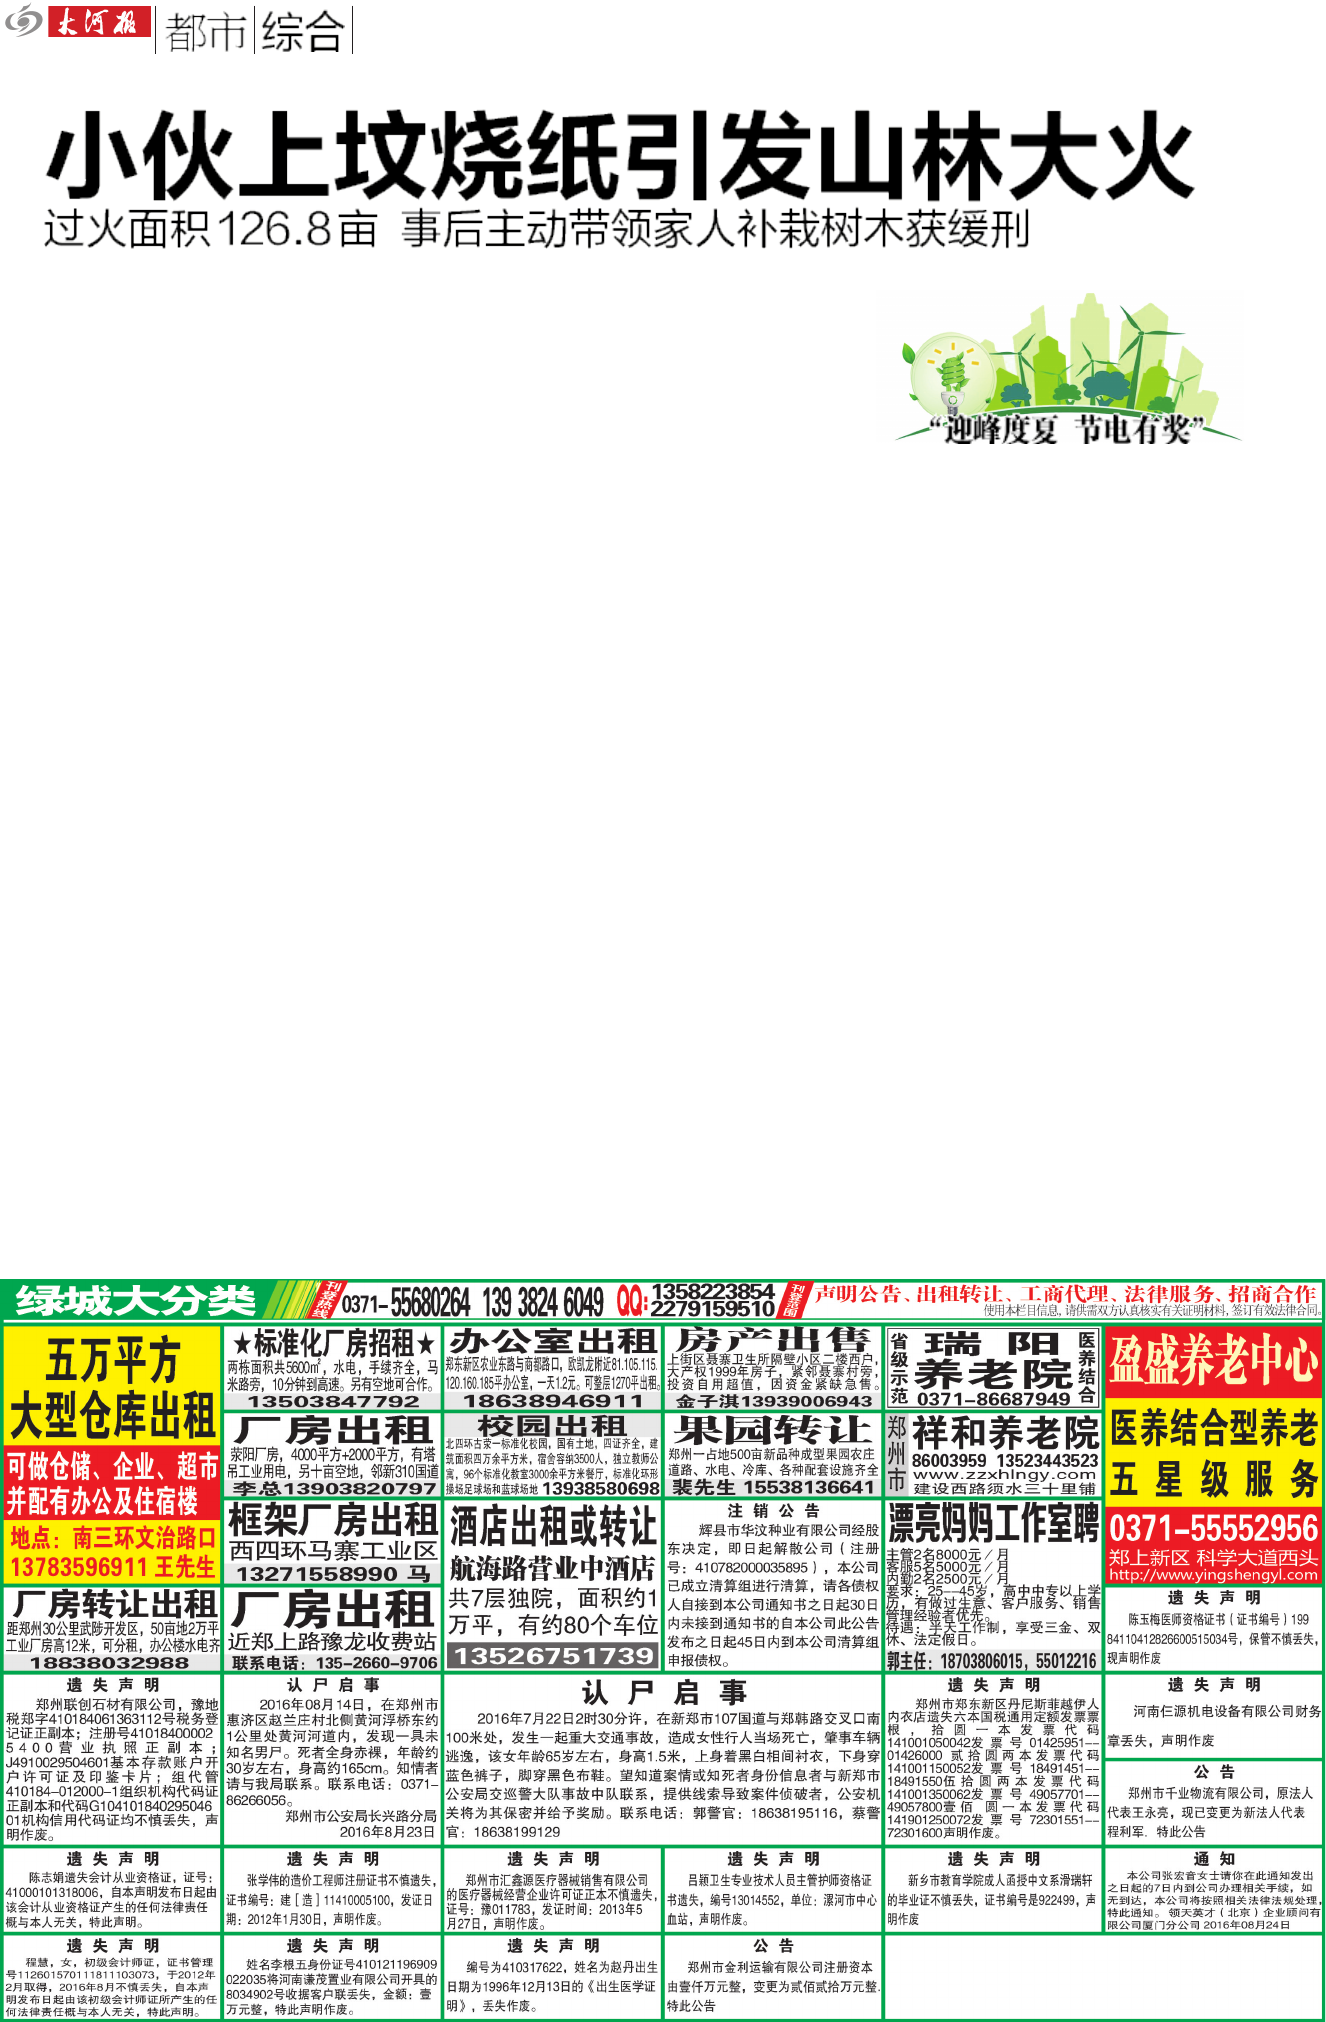 大河报
都市
综合
小伙上坟烧纸引发山林大火
过火面积126.8亩 事后主动带领家人补栽树木获缓刑
“迎峰度夏 节电有奖”
绿城大分类
刊登热线
0371-55680264 139 3824 6049
QQ:
1358223854
2279159510
刊登范围
声明公告、出租转让、工商代理、法律服务、招商合作
使用本栏目信息，请供需双方认真核实有关证明材料，签订有效法律合同。
五万平方
大型仓库出租
可做仓储、企业、超市
并配有办公及住宿楼
地点：南三环文治路口
13783596911 王先生
厂房转让出租
距郑州30公里武陟开发区，50亩地2万平
工业厂房高12米，可分租，办公楼水电齐
18838032988
★标准化厂房招租★
两栋面积共5600㎡，水电，手续齐全，马
米路旁，10分钟到高速。另有空地可合作。
13503847792
厂房出租
荥阳厂房，4000平方+2000平方，有塔
吊工业用电，另十亩空地，邻新310国道
李总13903820797
框架厂房出租
西四环马寨工业区
13271558990 马
厂房出租
近郑上路豫龙收费站
联系电话：135-2660-9706
办公室出租
郑东新区农业东路与南都路口，欧凯龙附近81.105.115.
120.160.185平办公室，一天1.2元。可整层1270平出租。
18638946911
校园出租
北四环古荥一标准化校园，国有土地，四证齐全，建
筑面积四万余平方米，宿舍容纳3500人，独立教师公
寓，96个标准化教室3000余平方米餐厅，标准化环形
操场足球场和蓝球场地 13938580698
酒店出租或转让
航海路营业中酒店
共7层独院，面积约1
万平，有约80个车位
13526751739
房产出售
上街区聂寨卫生所隔壁小区二楼西户，
大产权1999年房子，紧邻聂寨村旁，
投资自用超值，因资金紧缺急售。
金子淇13939006943
果园转让
郑州一占地500亩新品种成型果园农庄
道路、水电、冷库、各种配套设施齐全
裴先生 15538136641
注销公告
辉县市华汶种业有限公司经股
东决定，即日起解散公司（注册
号：410782000035895），本公司
已成立清算组进行清算，请各债权
人自接到本公司通知书之日起30日
内未接到通知书的自本公司此公告
发布之日起45日内到本公司清算组
申报债权。
省级示范
瑞阳
养老院
医养结合
0371-86687949
郑州市
祥和养老院
86003959 13523443523
www.zzxhlngy.com
建设西路须水三十里铺
漂亮妈妈工作室聘
主管2名8000元／月
客服5名5000元／月
内勤2名2500元／月
要求：25—45岁，高中中专以上学
历，有做过生意、客户服务、销售
管理经验者优先。
待遇：半天工作制，享受三金、双
休、法定假日。
郭主任：18703806015，55012216
盈盛养老中心
医养结合型养老
五星级服务
0371-55552956
郑上新区 科学大道西头
http://www.yingshengyl.com
遗失声明
陈玉梅医师资格证书（证书编号）199
84110412826600515034号，保管不慎丢失，
现声明作废
遗失声明
郑州联创石材有限公司，豫地
税郑字410184061363112号税务登
记证正副本；注册号41018400002
5400营业执照正副本；
J4910029504601基本存款账户开
户许可证及印鉴卡片；组代管
410184-012000-1组织机构代码证
正副本和代码G104101840295046
01机构信用代码证均不慎丢失，声
明作废。
认尸启事
2016年08月14日，在郑州市
惠济区赵兰庄村北侧黄河浮桥东约
1公里处黄河河道内，发现一具未
知名男尸。死者全身赤裸，年龄约
30岁左右，身高约165cm。知情者
请与我局联系。联系电话：0371-
86266056。
郑州市公安局长兴路分局
2016年8月23日
认尸启事
2016年7月22日2时30分许，在新郑市107国道与郑韩路交叉口南
100米处，发生一起重大交通事故，造成女性行人当场死亡，肇事车辆
逃逸，该女年龄65岁左右，身高1.5米，上身着黑白相间衬衣，下身穿
蓝色裤子，脚穿黑色布鞋。望知道案情或知死者身份信息者与新郑市
公安局交巡警大队事故中队联系，提供线索导致案件侦破者，公安机
关将为其保密并给予奖励。联系电话：郭警官：18638195116，蔡警
官：18638199129
遗失声明
郑州市郑东新区丹尼斯菲越伊人
内衣店遗失六本国税通用定额发票票
根，拾圆一本发票代码
141001050042发票号01425951--
01426000 贰拾圆两本发票代码
141001150052发票号18491451--
18491550伍拾圆两本发票代码
141001350062发票号49057701--
49057800壹佰 圆一本发票代码
141901250072发票号72301551--
72301600声明作废。
遗失声明
河南仁源机电设备有限公司财务
章丢失，声明作废
公告
郑州市千业物流有限公司，原法人
代表王永亮，现已变更为新法人代表
程利军．特此公告
遗失声明
陈志娟遗失会计从业资格证，证号：
41000101318006，自本声明发布日起由
该会计从业资格证产生的任何法律责任
概与本人无关，特此声明。
遗失声明
张学伟的造价工程师注册证书不慎遗失，
证书编号：建［造］11410005100，发证日
期：2012年1月30日，声明作废。
遗失声明
郑州市汇鑫源医疗器械销售有限公司
的医疗器械经营企业许可证正本不慎遗失，
证号：豫011783，发证时间：2013年5
月27日，声明作废。
遗失声明
吕颖卫生专业技术人员主管护师资格证
书遗失，编号13014552，单位：漯河市中心
血站，声明作废。
遗失声明
新乡市教育学院成人函授中文系滑瑞轩
的毕业证不慎丢失，证书编号是922499，声
明作废
通知
本公司张宏音女士请你在此通知发出
之日起的7日内到公司办理相关手续，如
无到达，本公司将按照相关法律法规处理，
特此通知。领天英才（北京）企业顾问有
限公司厦门分公司 2016年08月24日
遗失声明
程慧，女，初级会计师证，证书管理
号112601570111811103073，于2012年
2月取得，2016年8月不慎丢失，自本声
明发布日起由该初级会计师证所产生的任
何法律责任概与本人无关，特此声明。
遗失声明
姓名李根五身份证号410121196909
022035将河南谦茂置业有限公司开具的
8034902号收据客户联丢失，金额：壹
万元整，特此声明作废。
遗失声明
编号为410317622，姓名为赵丹出生
日期为1996年12月13日的《出生医学证
明》，丢失作废。
公告
郑州市金利运输有限公司注册资本
由壹仟万元整，变更为贰佰贰拾万元整.
特此公告